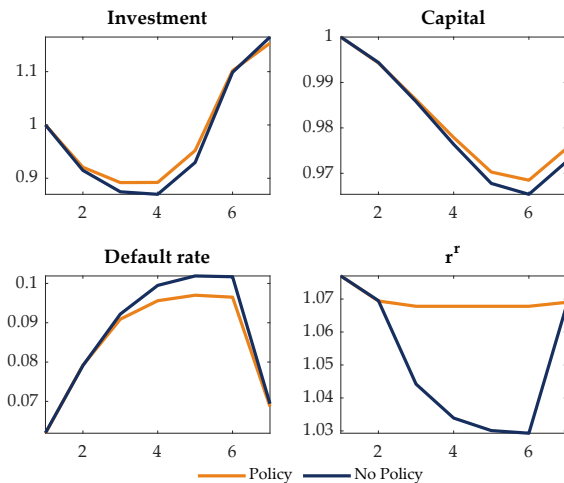 Investment
1.1
1
0.9
2 4 6
Capital
1
0.99
0.98
0.97
2 4 6
Default rate
0.1
0.09
0.08
0.07
2 4 6
r^r
1.07
1.06
1.05
1.04
1.03
2 4 6
Policy No Policy